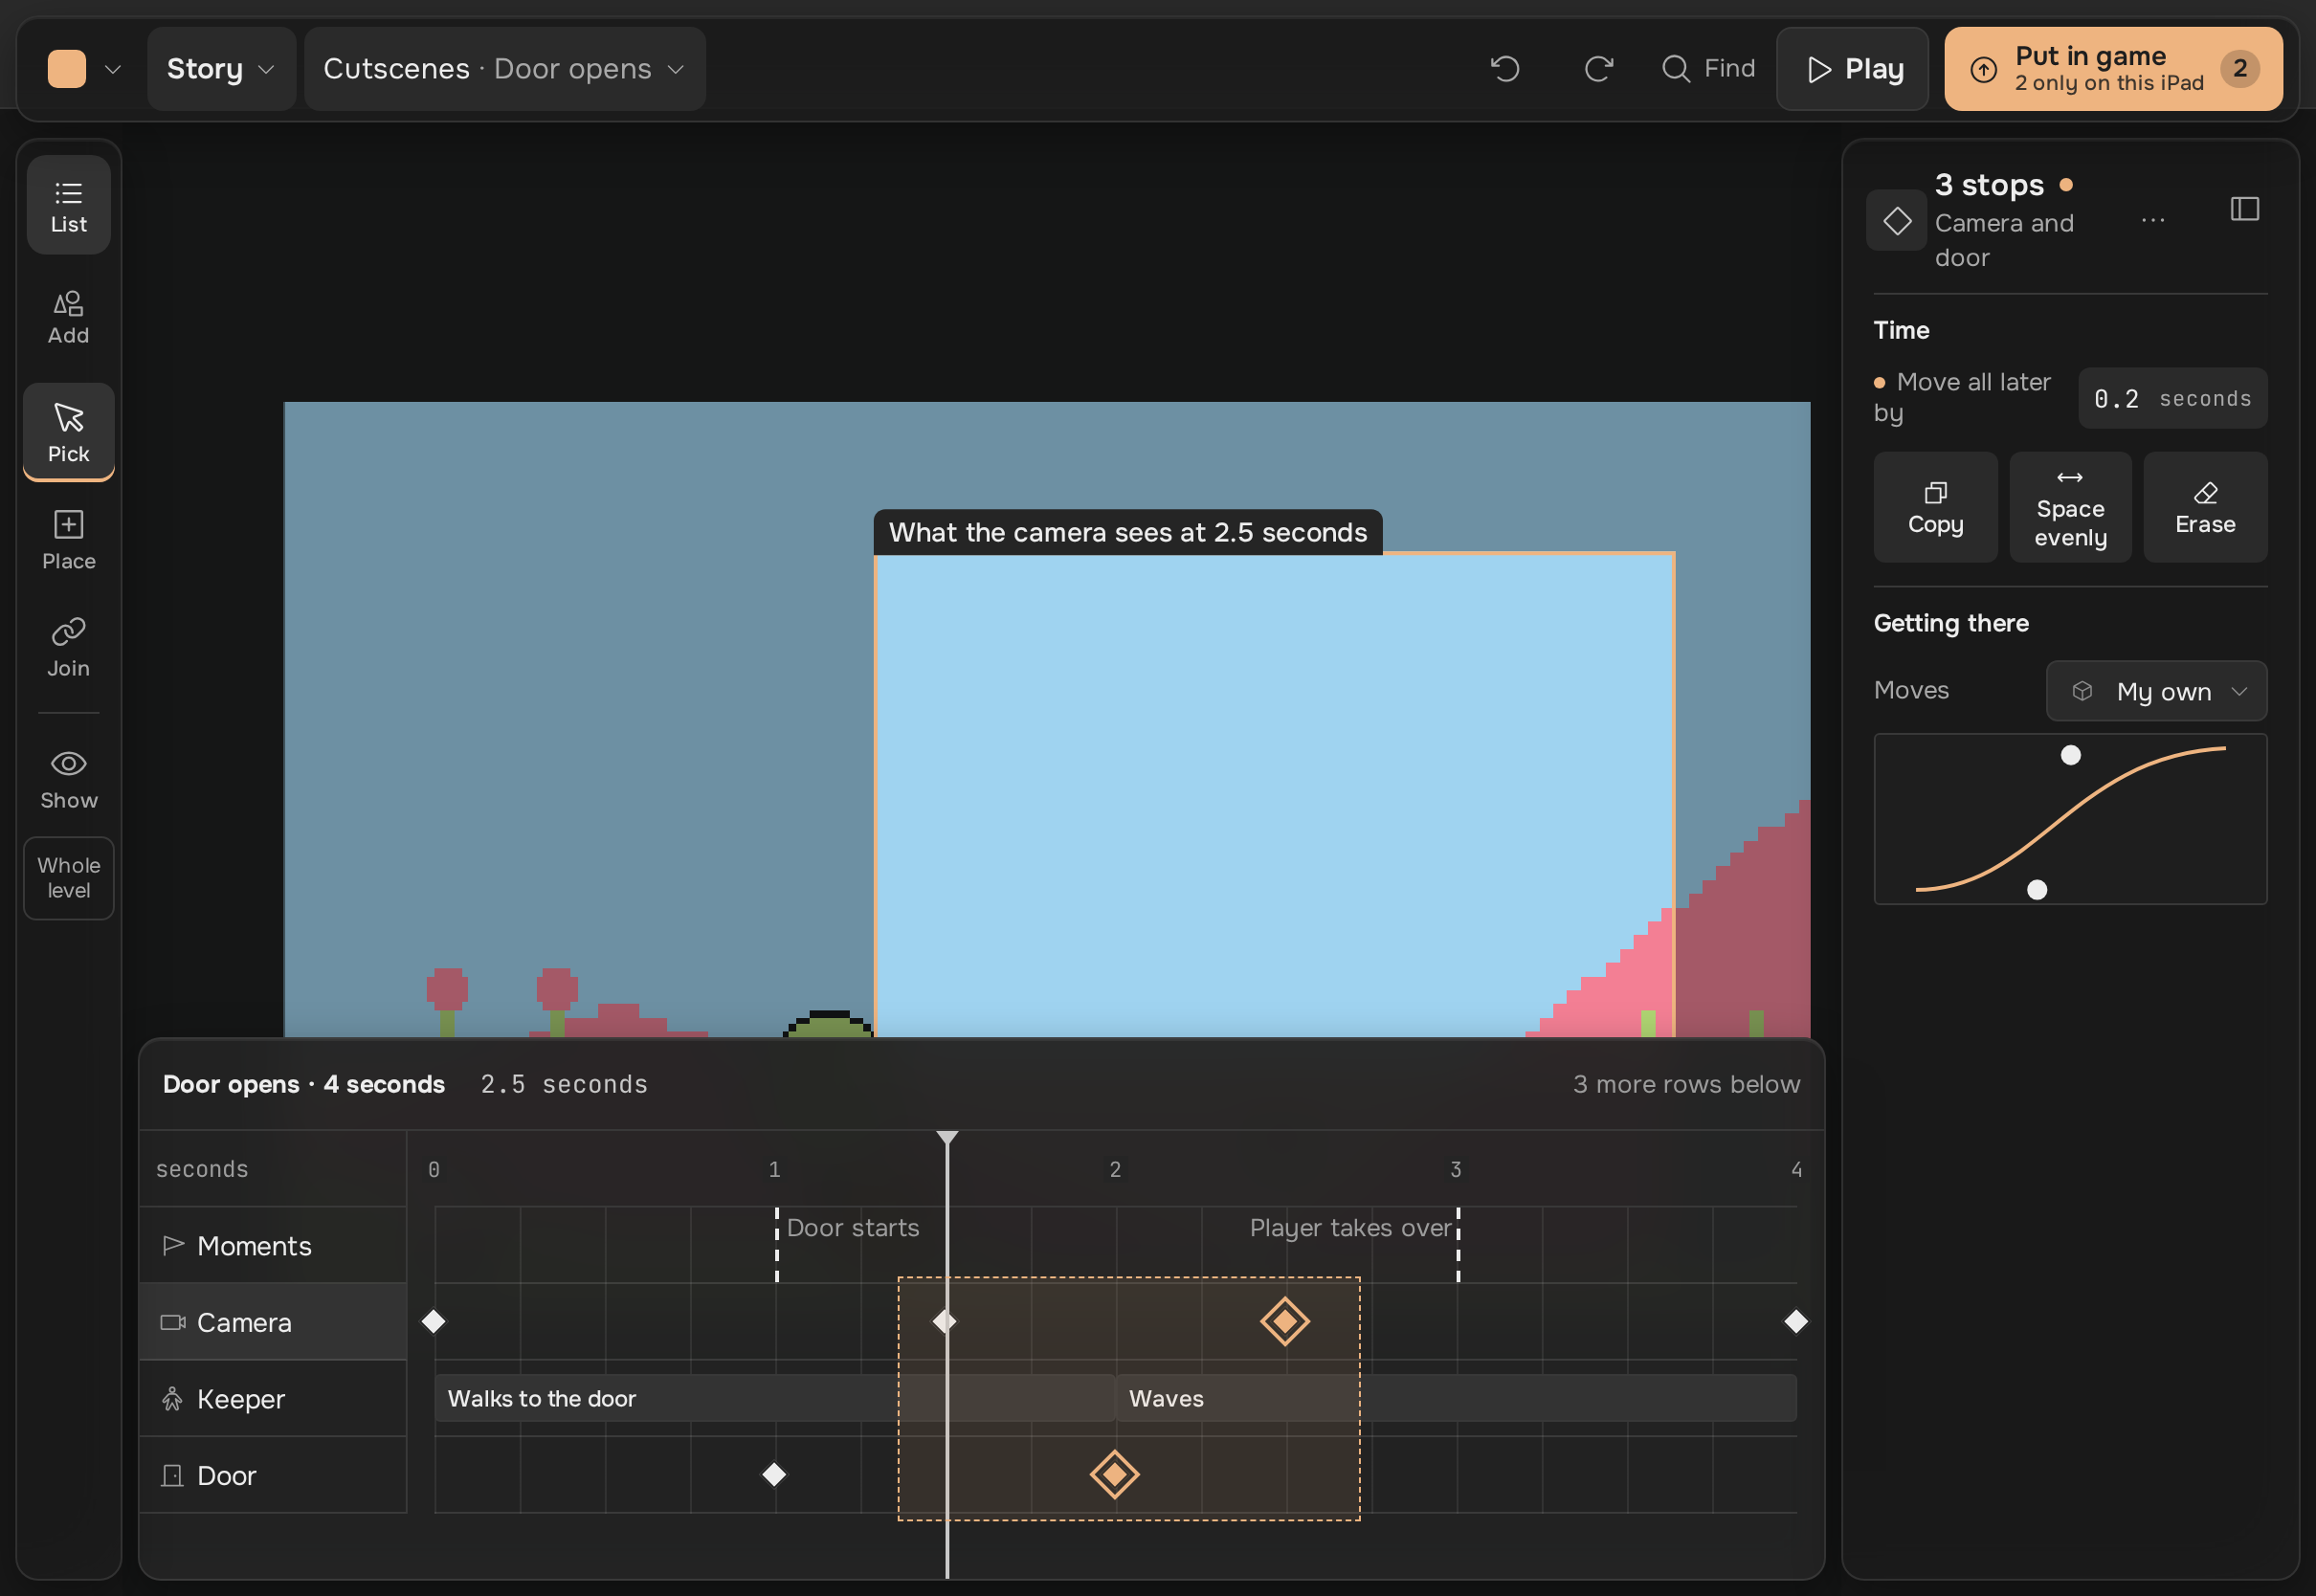 Story
Cutscenes · Door opens
Find
Play
Put in game
2 only on this iPad
2
List
Add
Pick
Place
Join
Show
Whole
level
What the camera sees at 2.5 seconds
3 stops
Camera and
door
Time
Move all later
by
0.2 seconds
Copy
Space
evenly
Erase
Getting there
Moves
My own
Door opens · 4 seconds
2.5 seconds
3 more rows below
seconds
0
1
2
3
4
Moments
Door starts
Player takes over
Camera
Keeper
Walks to the door
Waves
Door